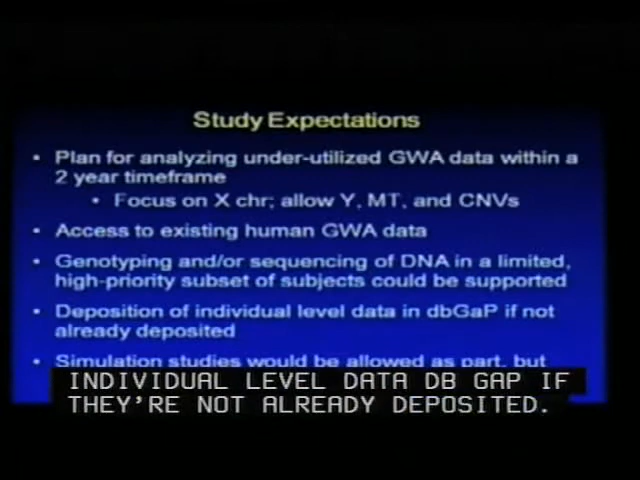 Study Expectations
• Plan for analyzing under-utilized GWA data within a
2 year timeframe
• Focus on X chr; allow Y, MT, and CNVs
• Access to existing human GWA data
• Genotyping and/or sequencing of DNA in a limited,
high-priority subset of subjects could be supported
• Deposition of individual level data in dbGaP if not
already deposited
• Simulation studies would be allowed as part, but
INDIVIDUAL LEVEL DATA DB GAP IF
THEY'RE NOT ALREADY DEPOSITED.